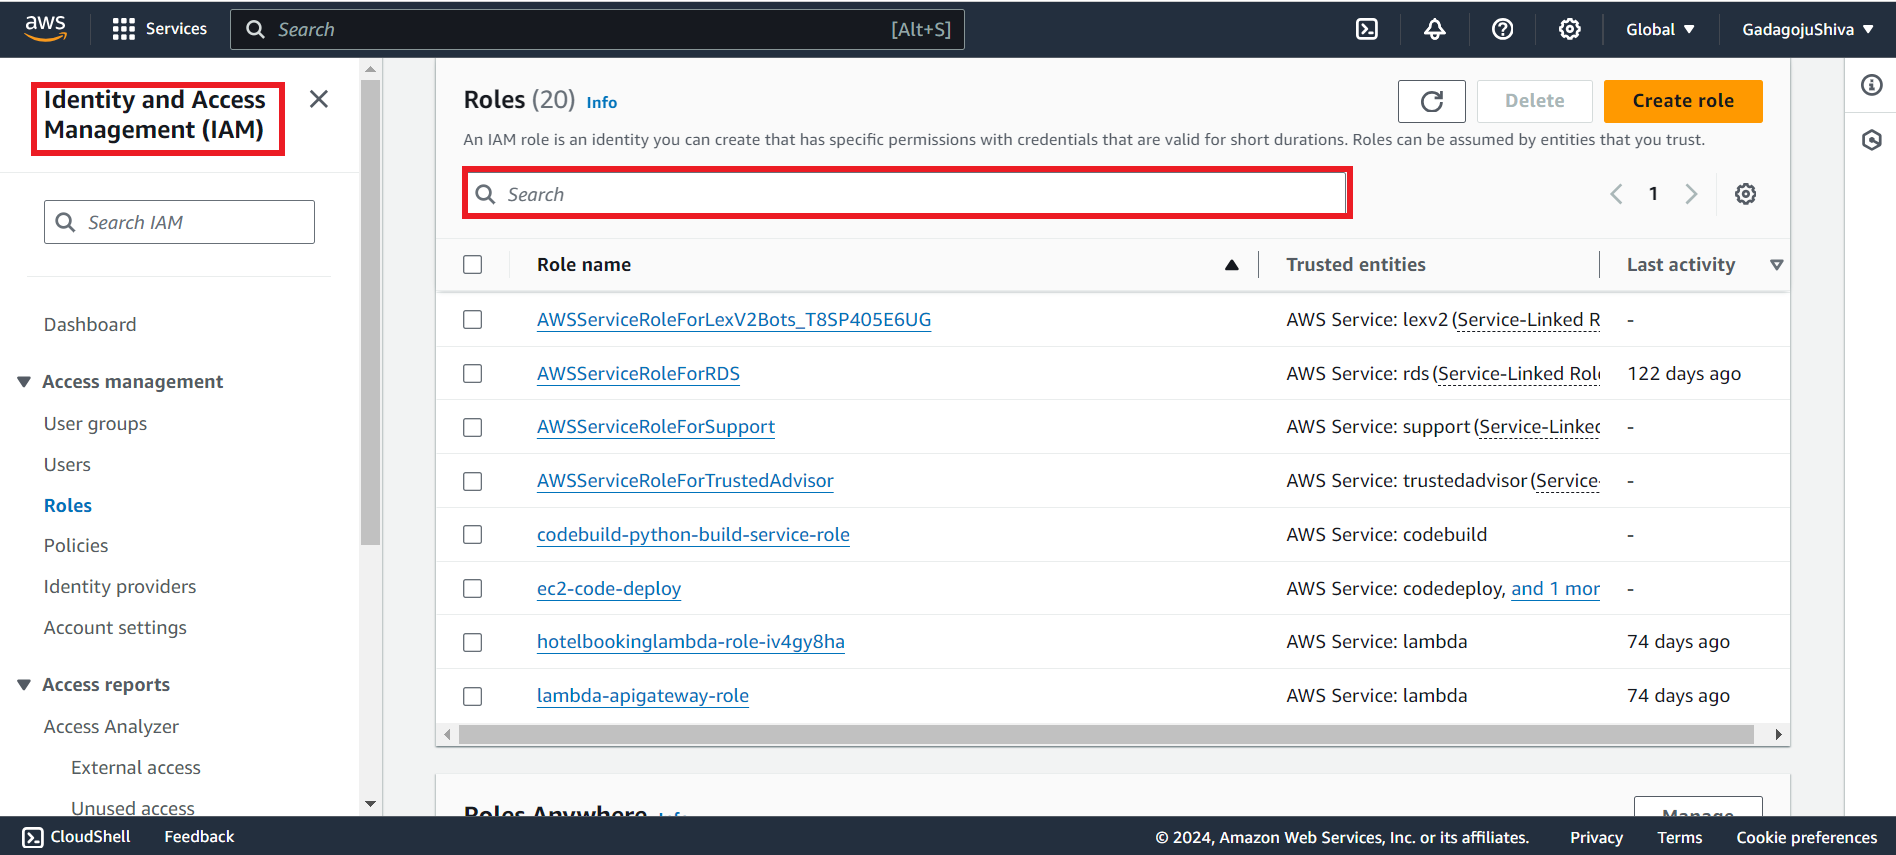 aws
Services
Search
[Alt+S]
Global
GadagojuShiva
Identity and Access
Management (IAM)
Search IAM
Dashboard
Access management
User groups
Users
Roles
Policies
Identity providers
Account settings
Access reports
Access Analyzer
External access
Unused access
Roles (20) Info
Delete
Create role
An IAM role is an identity you can create that has specific permissions with credentials that are valid for short durations. Roles can be assumed by entities that you trust.
Search
1
Role name Trusted entities Last activity
AWSServiceRoleForLexV2Bots_T8SP405E6UG AWS Service: lexv2 (Service-Linked R -
AWSServiceRoleForRDS AWS Service: rds (Service-Linked Role 122 days ago
AWSServiceRoleForSupport AWS Service: support (Service-Linked -
AWSServiceRoleForTrustedAdvisor AWS Service: trustedadvisor (Service- -
codebuild-python-build-service-role AWS Service: codebuild -
ec2-code-deploy AWS Service: codedeploy, and 1 mor -
hotelbookinglambda-role-iv4gy8ha AWS Service: lambda 74 days ago
lambda-apigateway-role AWS Service: lambda 74 days ago
Roles Anywhere Info
Manage
CloudShell
Feedback
© 2024, Amazon Web Services, Inc. or its affiliates.
Privacy
Terms
Cookie preferences